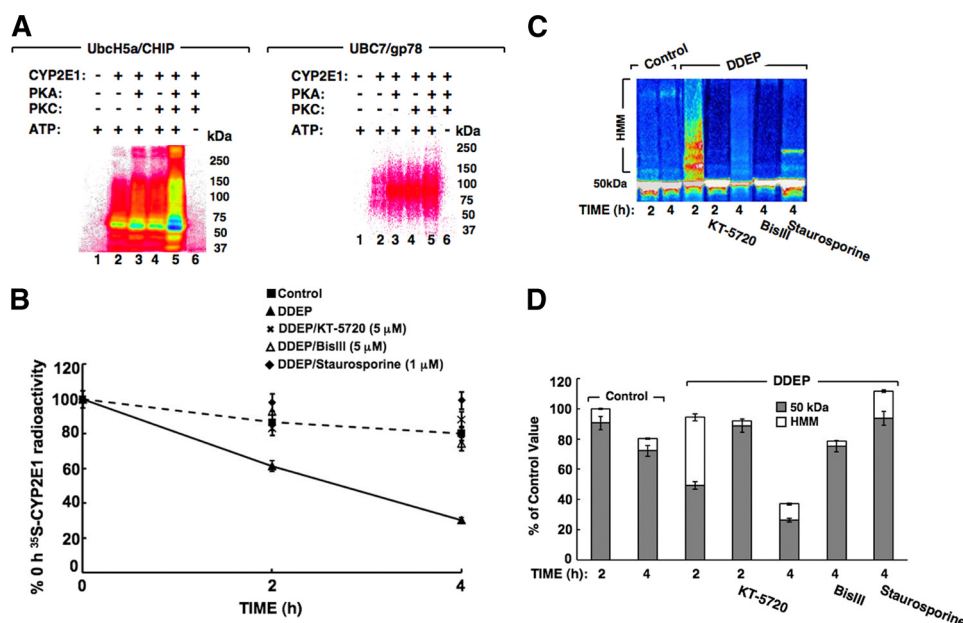 A
UbcH5a/CHIP
CYP2E1: - + + + + +
PKA: - - + - + +
PKC: - - - + + +
ATP: + + + + + -
kDa
250
150
100
75
50
37
1 2 3 4 5 6
UBC7/gp78
CYP2E1: - + + + + +
PKA: - - + - + +
PKC: - - - + + +
ATP: + + + + + -
kDa
250
150
100
75
50
37
1 2 3 4 5 6
C
Control
DDEP
HMM
50kDa
TIME (h): 2 4 2 2 4 4 4
KT-5720
BisIII
Staurosporine
B
Control
DDEP
DDEP/KT-5720 (5 μM)
DDEP/BisIII (5 μM)
DDEP/Staurosporine (1 μM)
% 0 h 35S-CYP2E1 radioactivity
120
100
80
60
40
20
0
0 2 4
TIME (h)
D
DDEP
Control
50 kDa
HMM
% of Control Value
120
100
80
60
40
20
0
TIME (h): 2 4 2 2 4 4 4
KT-5720
BisIII
Staurosporine